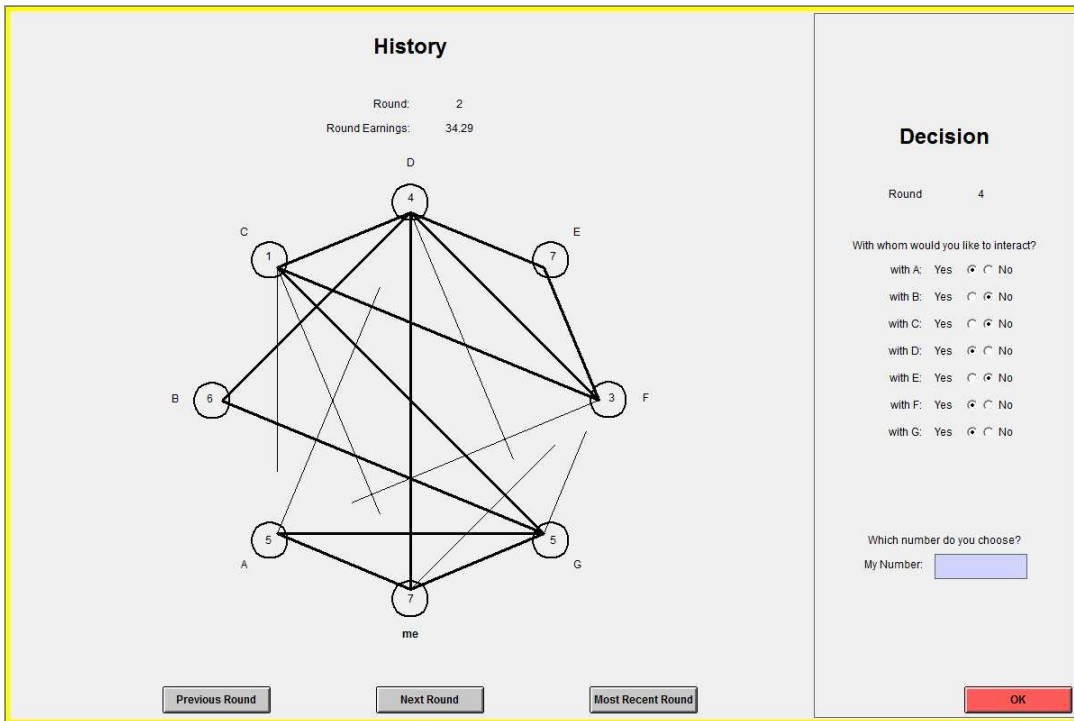 History
Round: 2
Round Earnings: 34.29
D
4
C
E
1
7
B
6
3
F
5
5
A
G
7
me
Previous Round
Next Round
Most Recent Round
Decision
Round 4
With whom would you like to interact?
with A: Yes No
with B: Yes No
with C: Yes No
with D: Yes No
with E: Yes No
with F: Yes No
with G: Yes No
Which number do you choose?
My Number:
OK